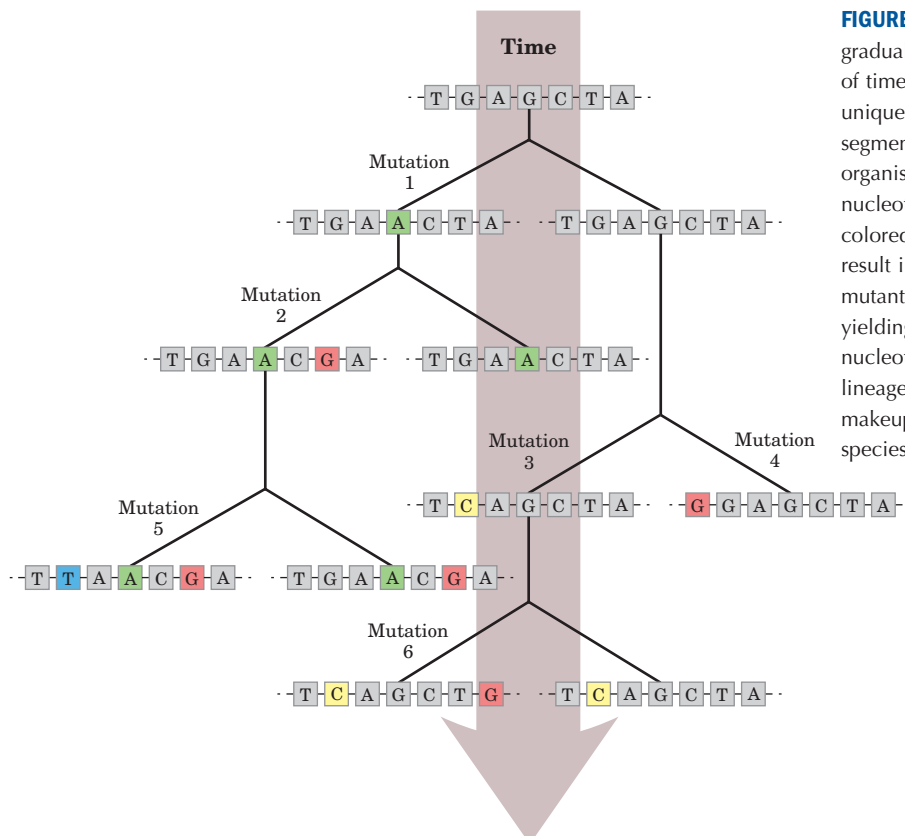 Time
T G A G C T A
Mutation
1
T G A A C T A
T G A G C T A
Mutation
2
T G A A C G A
T G A A C T A
Mutation
3
Mutation
4
T C A G C T A
G G A G C T A
Mutation
5
T T A A C G A
T G A A C G A
Mutation
6
T C A G C T G
T C A G C T A
FIGURE
gradua
of time
unique
segmen
organis
nucleot
colored
result i
mutant
yielding
nucleot
lineage
makeup
species